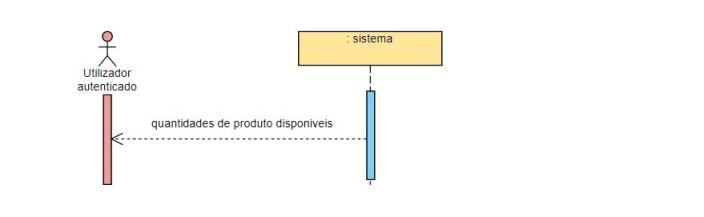 : sistema
Utilizador
autenticado
quantidades de produto disponiveis